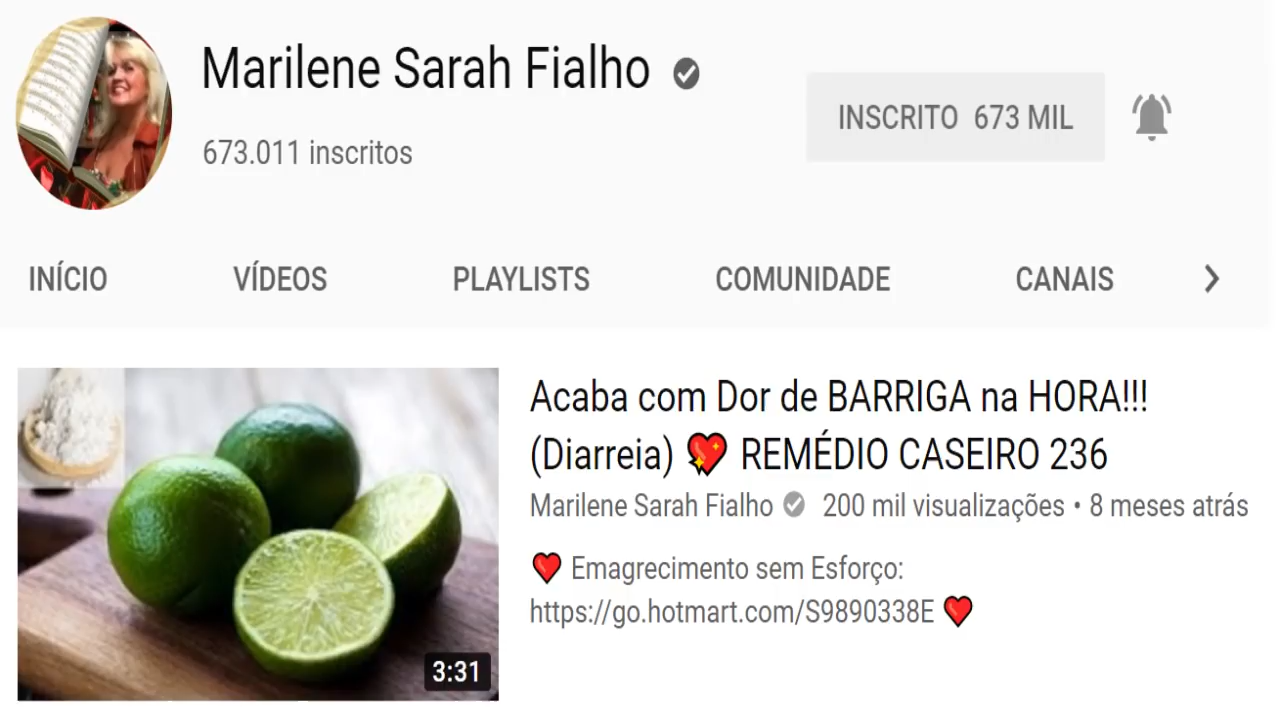 Marilene Sarah Fialho
673.011 inscritos
INSCRITO 673 MIL
INÍCIO VÍDEOS PLAYLISTS COMUNIDADE CANAIS
Acaba com Dor de BARRIGA na HORA!!!
(Diarreia) 💖 REMÉDIO CASEIRO 236
Marilene Sarah Fialho 200 mil visualizações • 8 meses atrás
❤️ Emagrecimento sem Esforço:
https://go.hotmart.com/S9890338E ❤️
3:31